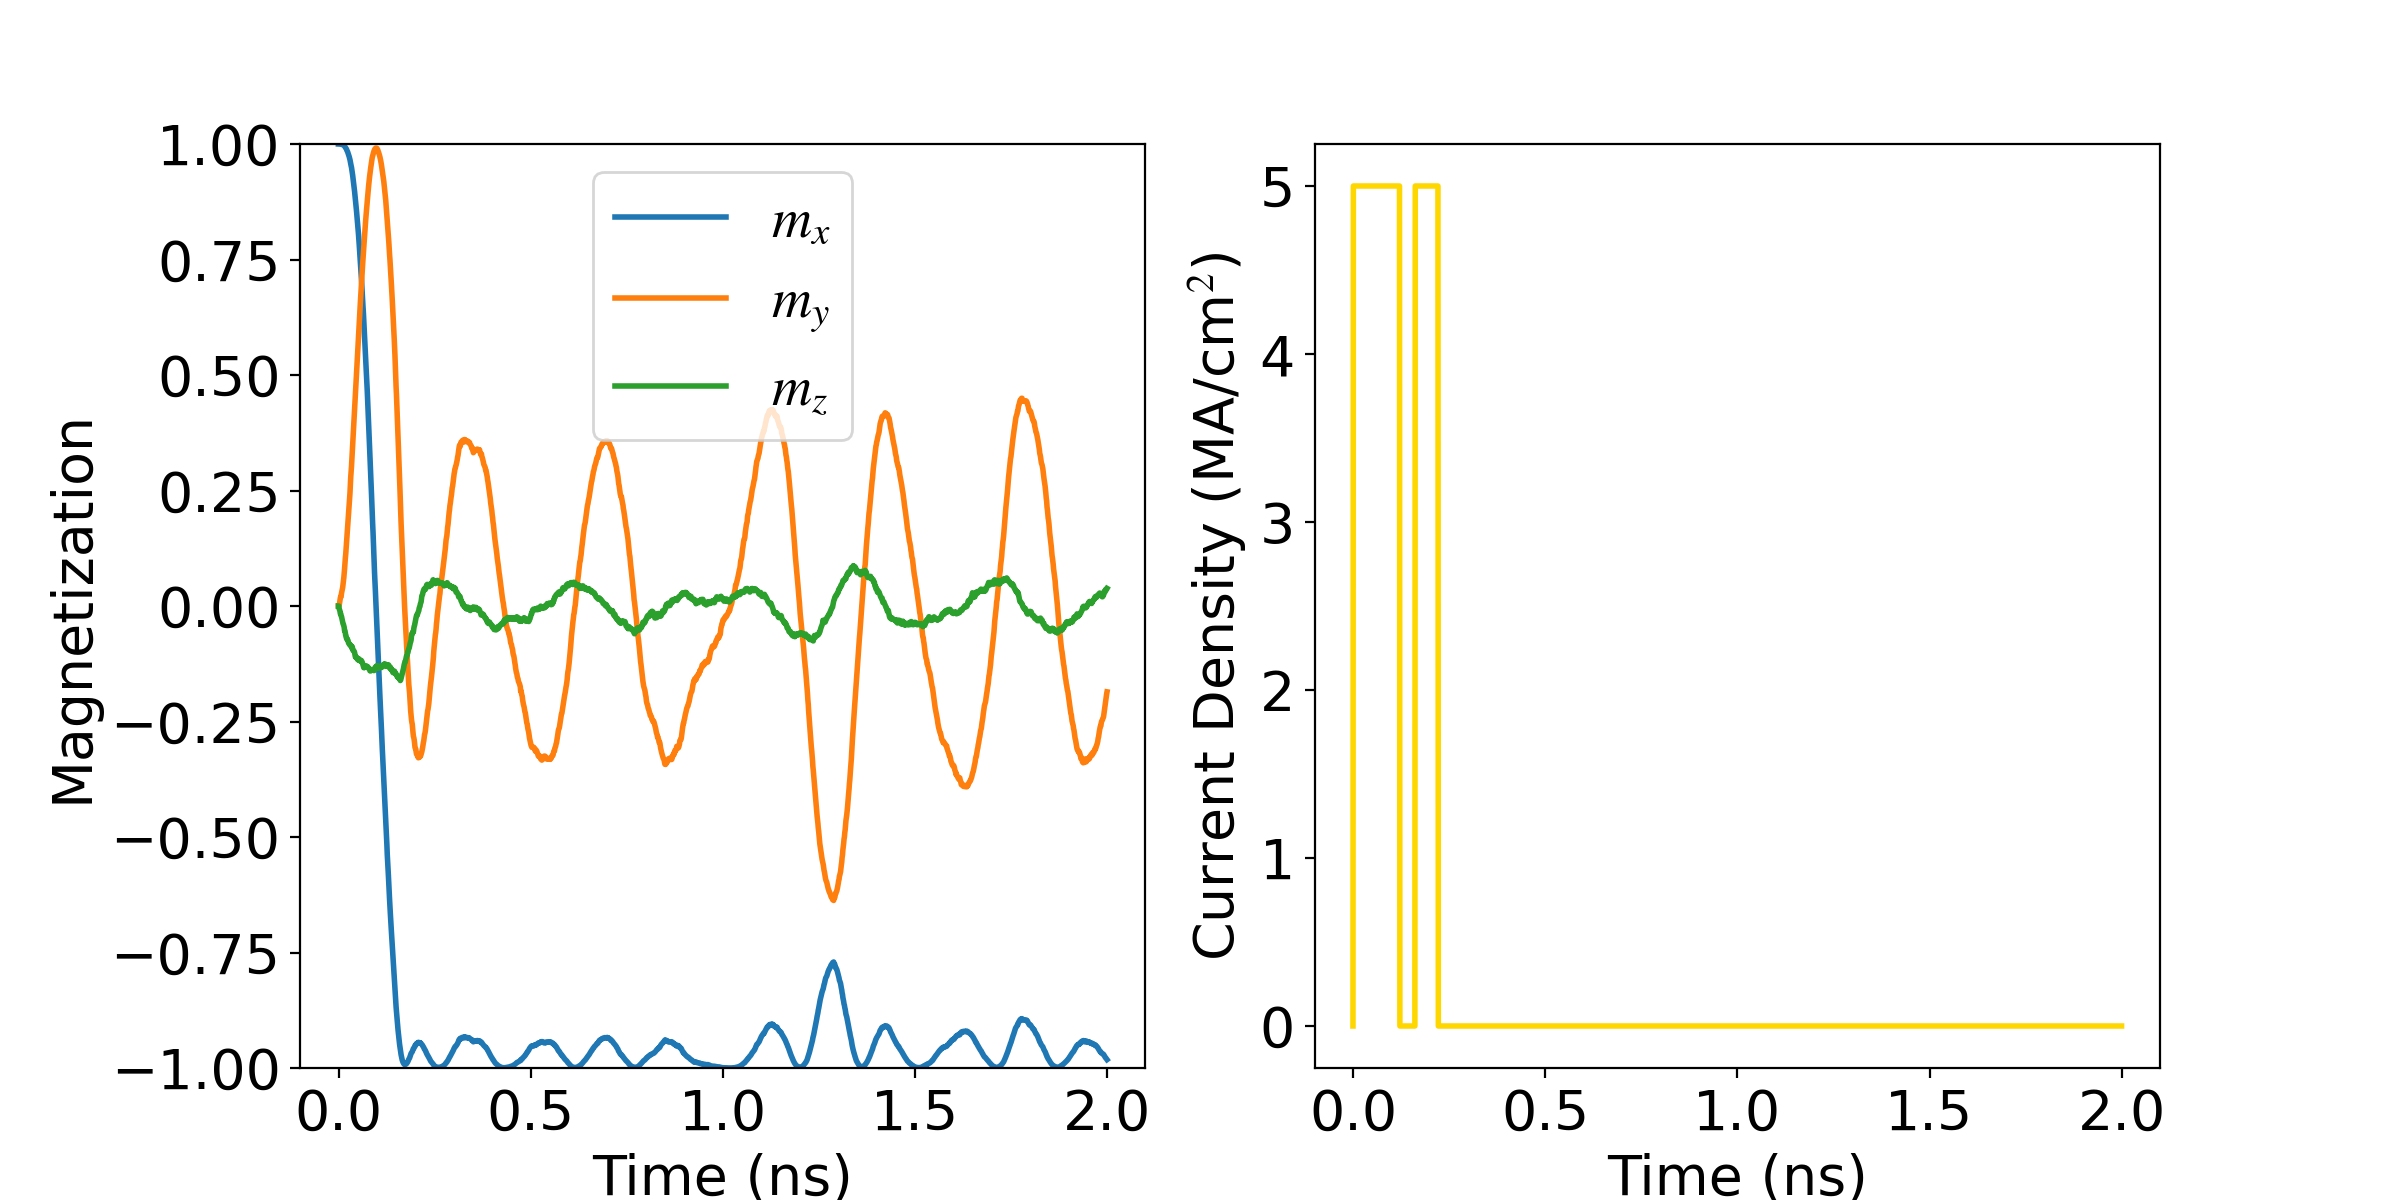 1.00
0.75
0.50
0.25
0.00
−0.25
−0.50
−0.75
−1.00
Magnetization
0.0 0.5 1.0 1.5 2.0
Time (ns)
m_x
m_y
m_z
5
4
3
2
1
0
Current Density (MA/cm²)
0.0 0.5 1.0 1.5 2.0
Time (ns)